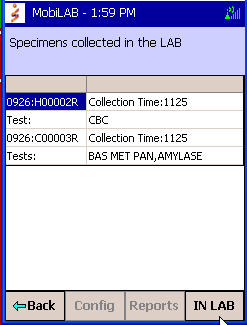 MobiLAB - 1:59 PM
Specimens collected in the LAB
0926:H00002R Collection Time:1125
Test: CBC
0926:C00003R Collection Time:1125
Tests: BAS MET PAN,AMYLASE
Back Config Reports IN LAB